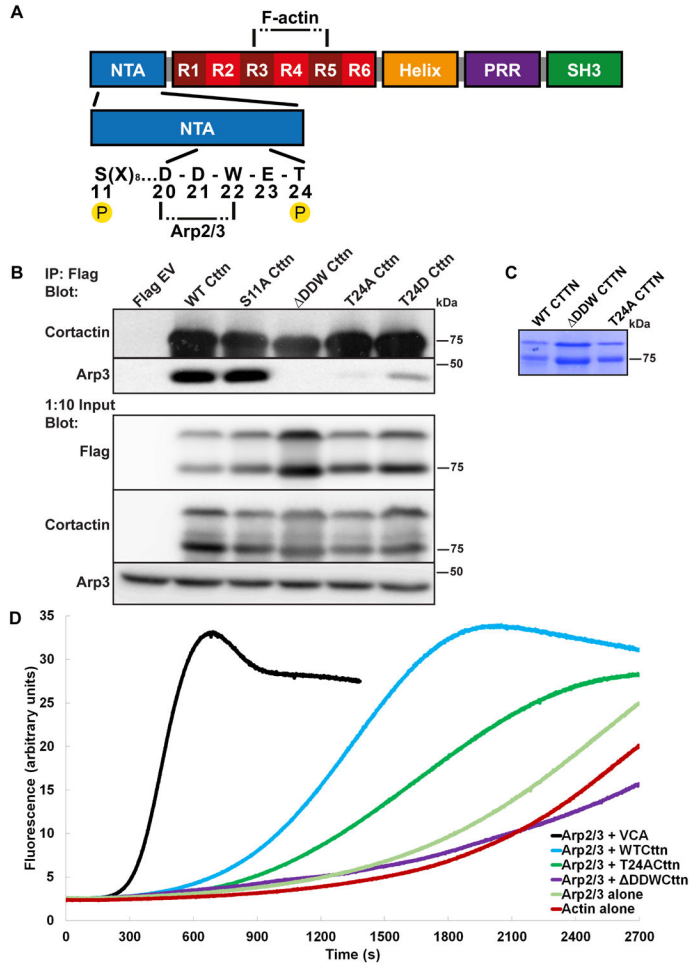 A
F-actin
NTA R1 R2 R3 R4 R5 R6 Helix PRR SH3
NTA
S(X)8...D - D - W - E - T
11 20 21 22 23 24
P P
Arp2/3
B
IP: Flag
Blot:
Flag EV WT Cttn S11A Cttn ΔDDW Cttn T24A Cttn T24D Cttn
kDa
Cortactin
75
50
Arp3
1:10 Input
Blot:
Flag
75
Cortactin
75
50
Arp3
C
WT CTTN ΔDDW CTTN T24A CTTN
kDa
75
D
Fluorescence (arbitrary units)
35
30
25
20
15
10
5
0
0 300 600 900 1200 1500 1800 2100 2400 2700
Time (s)
Arp2/3 + VCA
Arp2/3 + WTCttn
Arp2/3 + T24ACttn
Arp2/3 + ΔDDWCttn
Arp2/3 alone
Actin alone